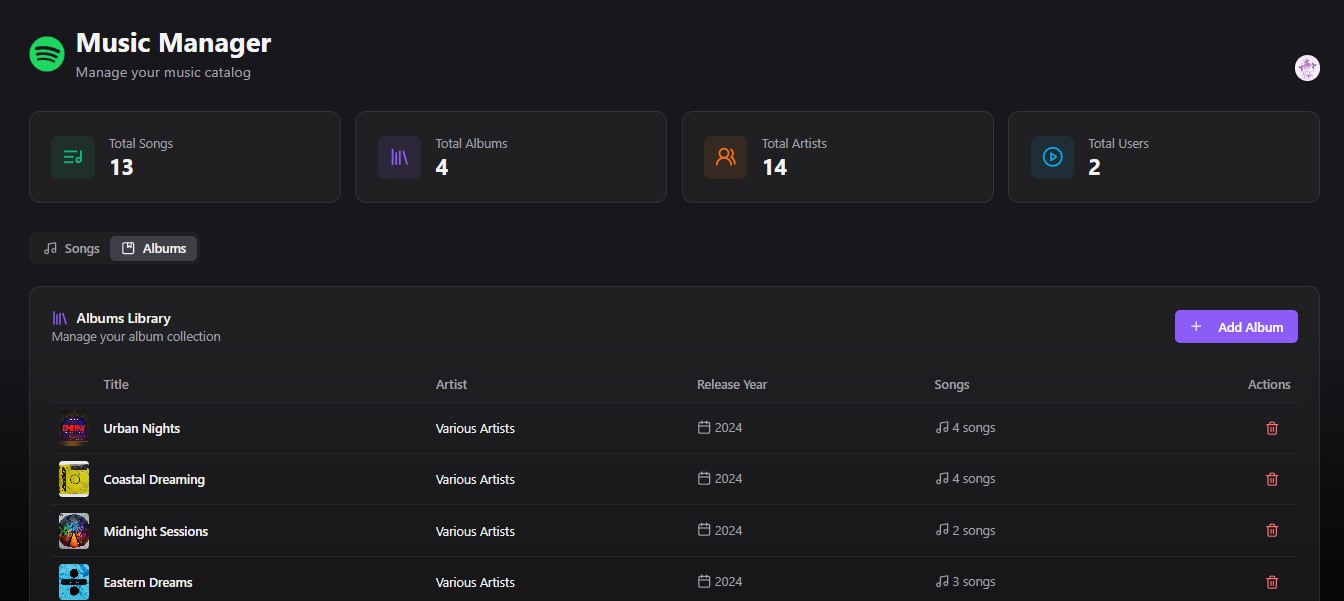 Music Manager
Manage your music catalog
Total Songs
13
Total Albums
4
Total Artists
14
Total Users
2
Songs Albums
Albums Library
Manage your album collection
+ Add Album
Title Artist Release Year Songs Actions
Urban Nights Various Artists 2024 4 songs
Coastal Dreaming Various Artists 2024 4 songs
Midnight Sessions Various Artists 2024 2 songs
Eastern Dreams Various Artists 2024 3 songs